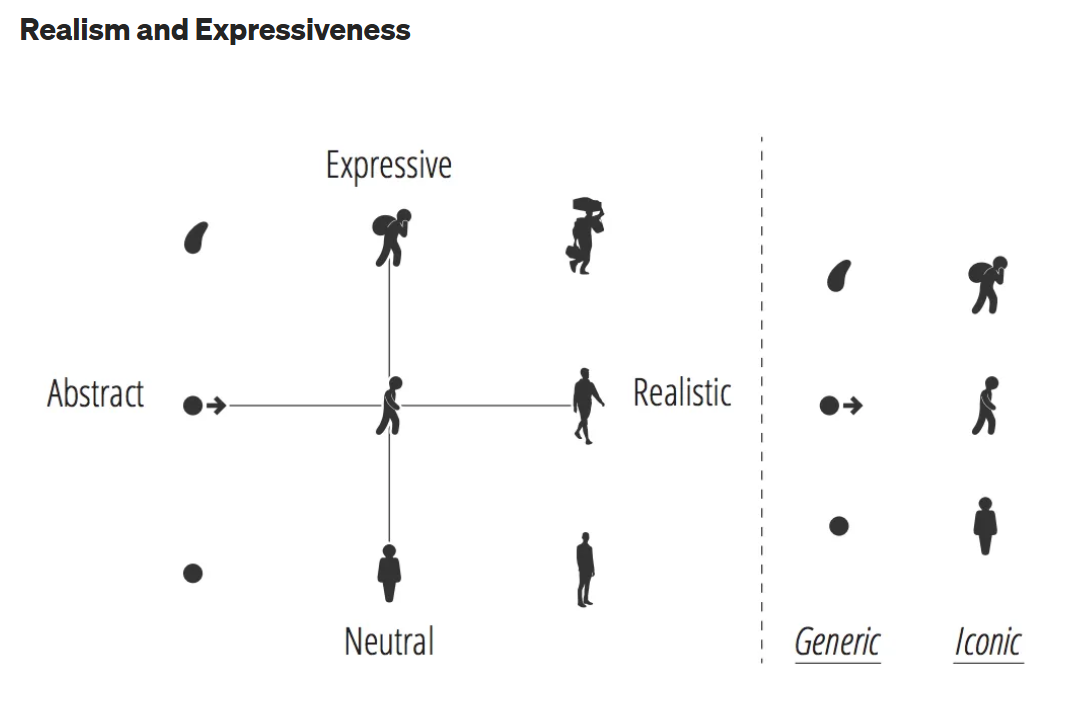 Realism and Expressiveness
Expressive
Abstract
Realistic
Neutral
Generic
Iconic